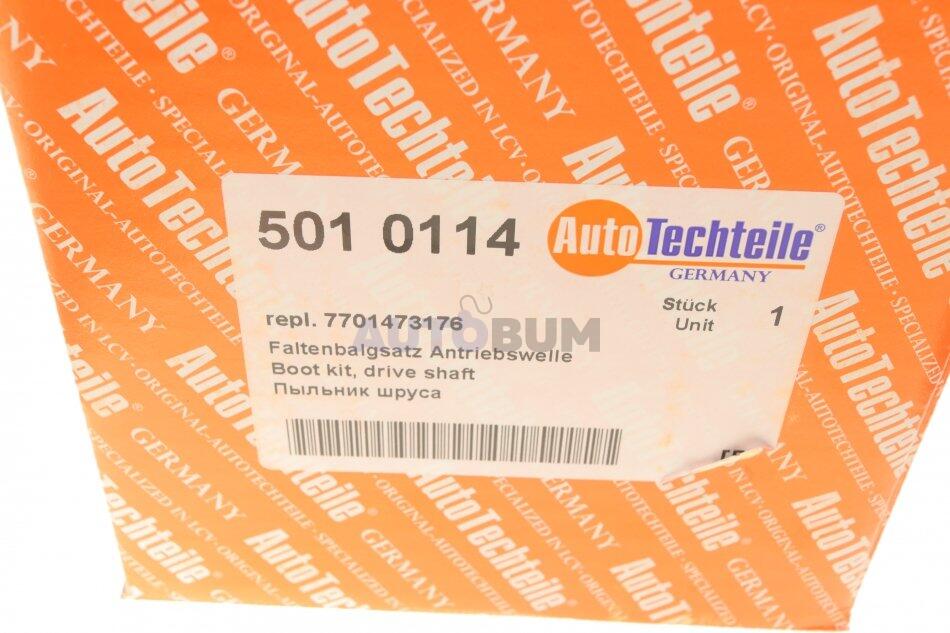 501 0114
AutoTechteile®
GERMANY
Stück
Unit
1
repl. 7701473176
Faltenbalgsatz Antriebswelle
Boot kit, drive shaft
Пыльник шруса
AUTOBUM
AutoTechteile®
GERMANY
SPECIALIZED IN LCV · ORIGINAL-AUTOTECHTEILE